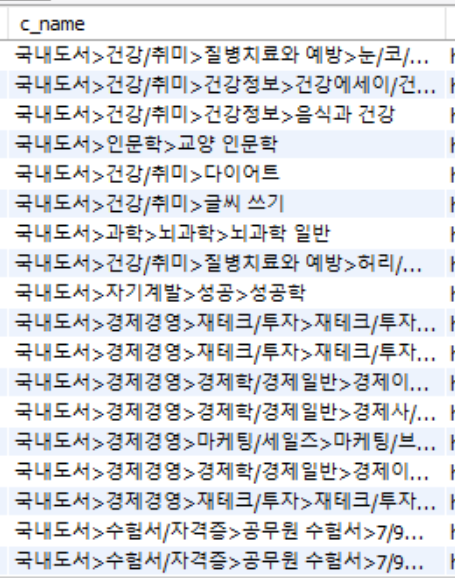 c_name
국내도서>건강/취미>질병치료와 예방>눈/코/...
국내도서>건강/취미>건강정보>건강에세이/건...
국내도서>건강/취미>건강정보>음식과 건강
국내도서>인문학>교양 인문학
국내도서>건강/취미>다이어트
국내도서>건강/취미>글씨 쓰기
국내도서>과학>뇌과학>뇌과학 일반
국내도서>건강/취미>질병치료와 예방>허리/...
국내도서>자기계발>성공>성공학
국내도서>경제경영>재테크/투자>재테크/투자...
국내도서>경제경영>재테크/투자>재테크/투자...
국내도서>경제경영>경제학/경제일반>경제이...
국내도서>경제경영>경제학/경제일반>경제사/...
국내도서>경제경영>마케팅/세일즈>마케팅/브...
국내도서>경제경영>경제학/경제일반>경제이...
국내도서>경제경영>재테크/투자>재테크/투자...
국내도서>수험서/자격증>공무원 수험서>7/9...
국내도서>수험서/자격증>공무원 수험서>7/9...